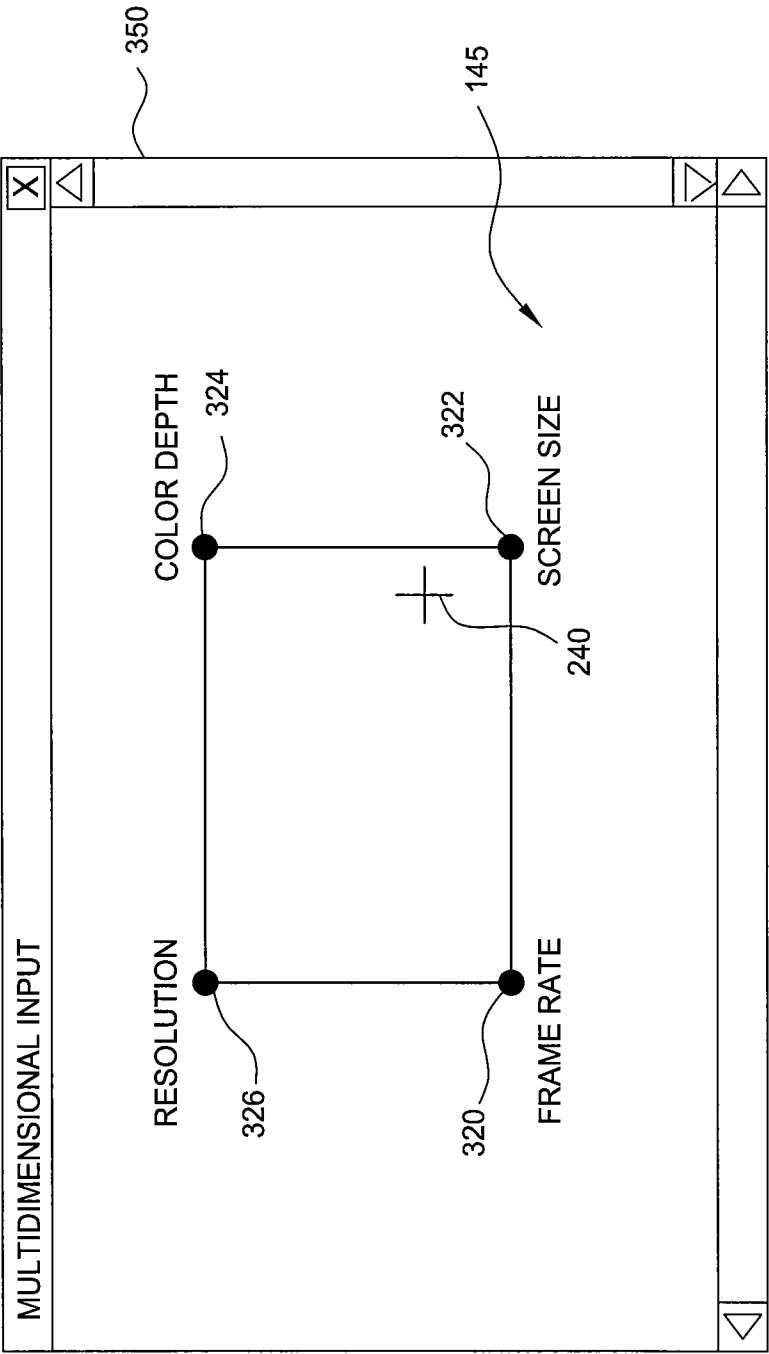 MULTIDIMENSIONAL INPUT
X
350
RESOLUTION
COLOR DEPTH
326
324
145
320
322
FRAME RATE
SCREEN SIZE
240